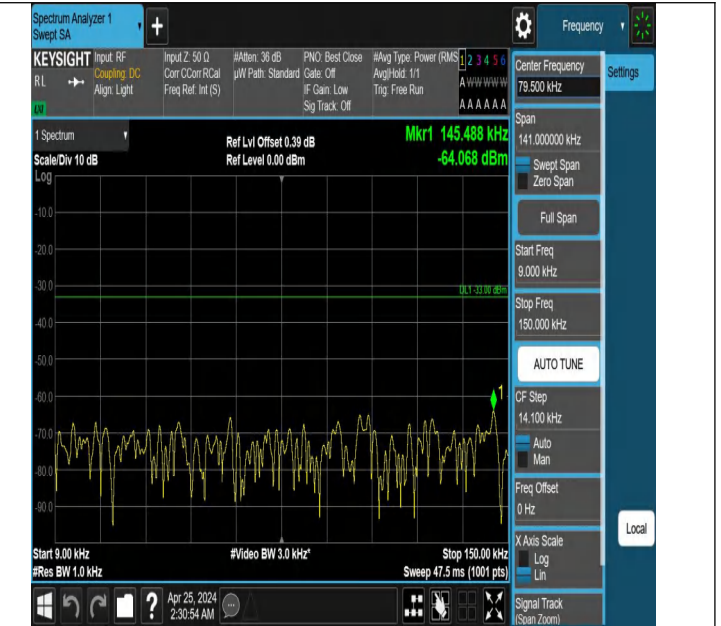 Spectrum Analyzer 1
Swept SA
+
Frequency
KEYSIGHT
RL
Input: RF
Coupling: DC
Align: Light
Input Z: 50 Ω
Corr CCorr RCal
Freq Ref: Int (S)
#Atten: 36 dB
µW Path: Standard
PNO: Best Close
Gate: Off
IF Gain: Low
Sig Track: Off
#Avg Type: Power (RMS
Avg|Hold: 1/1
Trig: Free Run
1 2 3 4 5 6
A W W W W W
A A A A A A
1 Spectrum
Scale/Div 10 dB
Log
Ref Lvl Offset 0.39 dB
Ref Level 0.00 dBm
Mkr1 145.488 kHz
-64.068 dBm
-10.0
-20.0
-30.0
-40.0
-50.0
-60.0
-70.0
-80.0
-90.0
DL1 -33.00 dBm
1
Start 9.00 kHz
#Res BW 1.0 kHz
#Video BW 3.0 kHz*
Stop 150.00 kHz
Sweep 47.5 ms (1001 pts)
Center Frequency
79.500 kHz
Settings
Span
141.000000 kHz
Swept Span
Zero Span
Full Span
Start Freq
9.000 kHz
Stop Freq
150.000 kHz
AUTO TUNE
CF Step
14.100 kHz
Auto
Man
Freq Offset
0 Hz
X Axis Scale
Log
Lin
Local
Signal Track
(Span Zoom)
?
Apr 25, 2024
2:30:54 AM